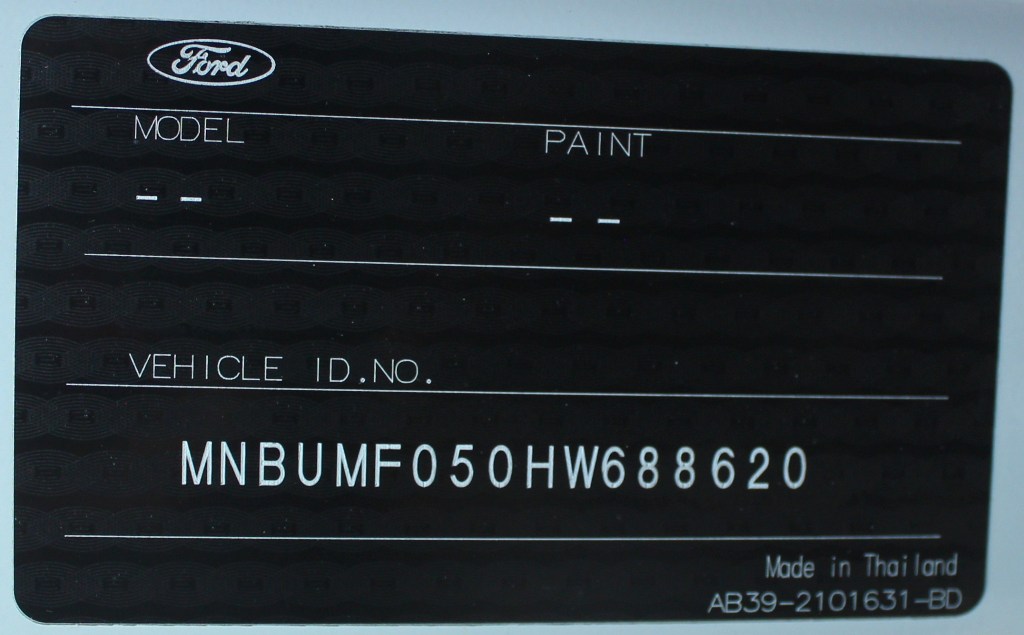 Ford
MODEL PAINT
-- --
VEHICLE ID.NO.
MNBUMF050HW688620
Made in Thailand
AB39-2101631-BD